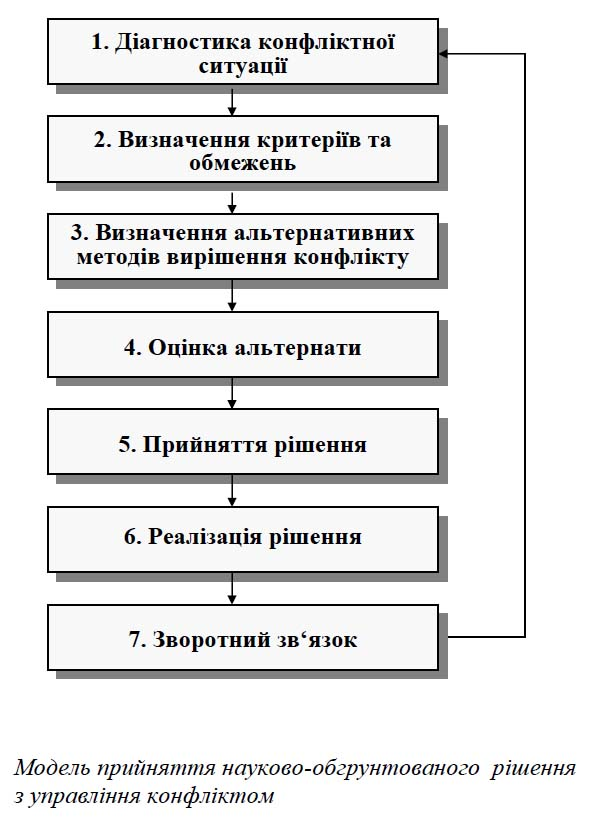 1. Діагностика конфліктної
ситуації
2. Визначення критеріїв та
обмежень
3. Визначення альтернативних
методів вирішення конфлікту
4. Оцінка альтернати
5. Прийняття рішення
6. Реалізація рішення
7. Зворотний зв‘язок
Модель прийняття науково-обгрунтованого рішення
з управління конфліктом